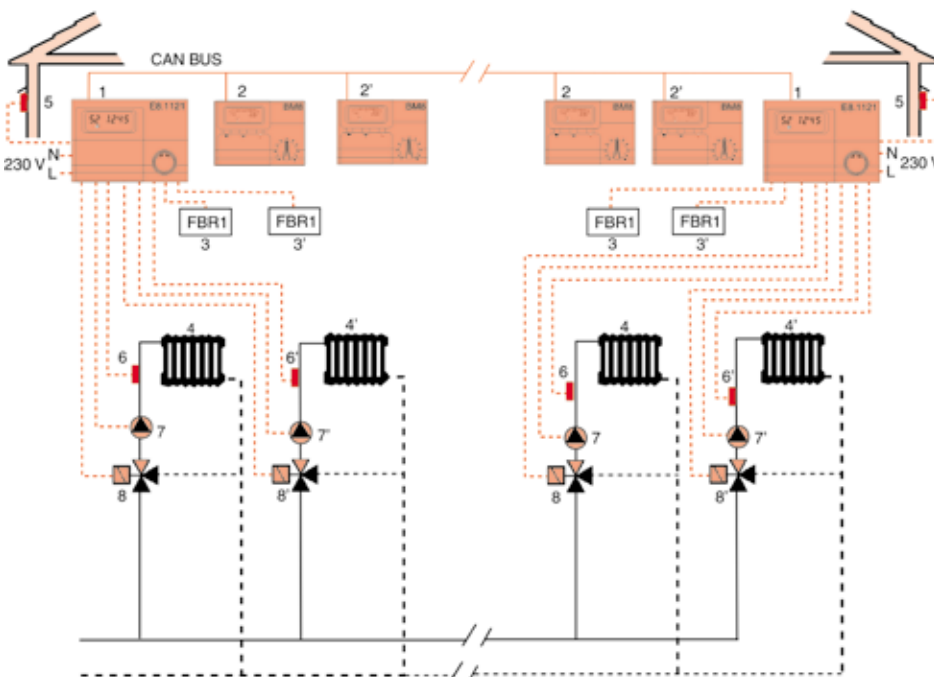 CAN BUS
1 2 2' 2 2' 1
5 E8.1121 BM8 BM8 BM8 BM8 E8.1121 5
230 V N L N L 230 V
FBR1 FBR1 FBR1 FBR1
3 3' 3 3'
4 4' 4 4'
6 6' 6 6'
7 7' 7 7'
8 8' 8 8'